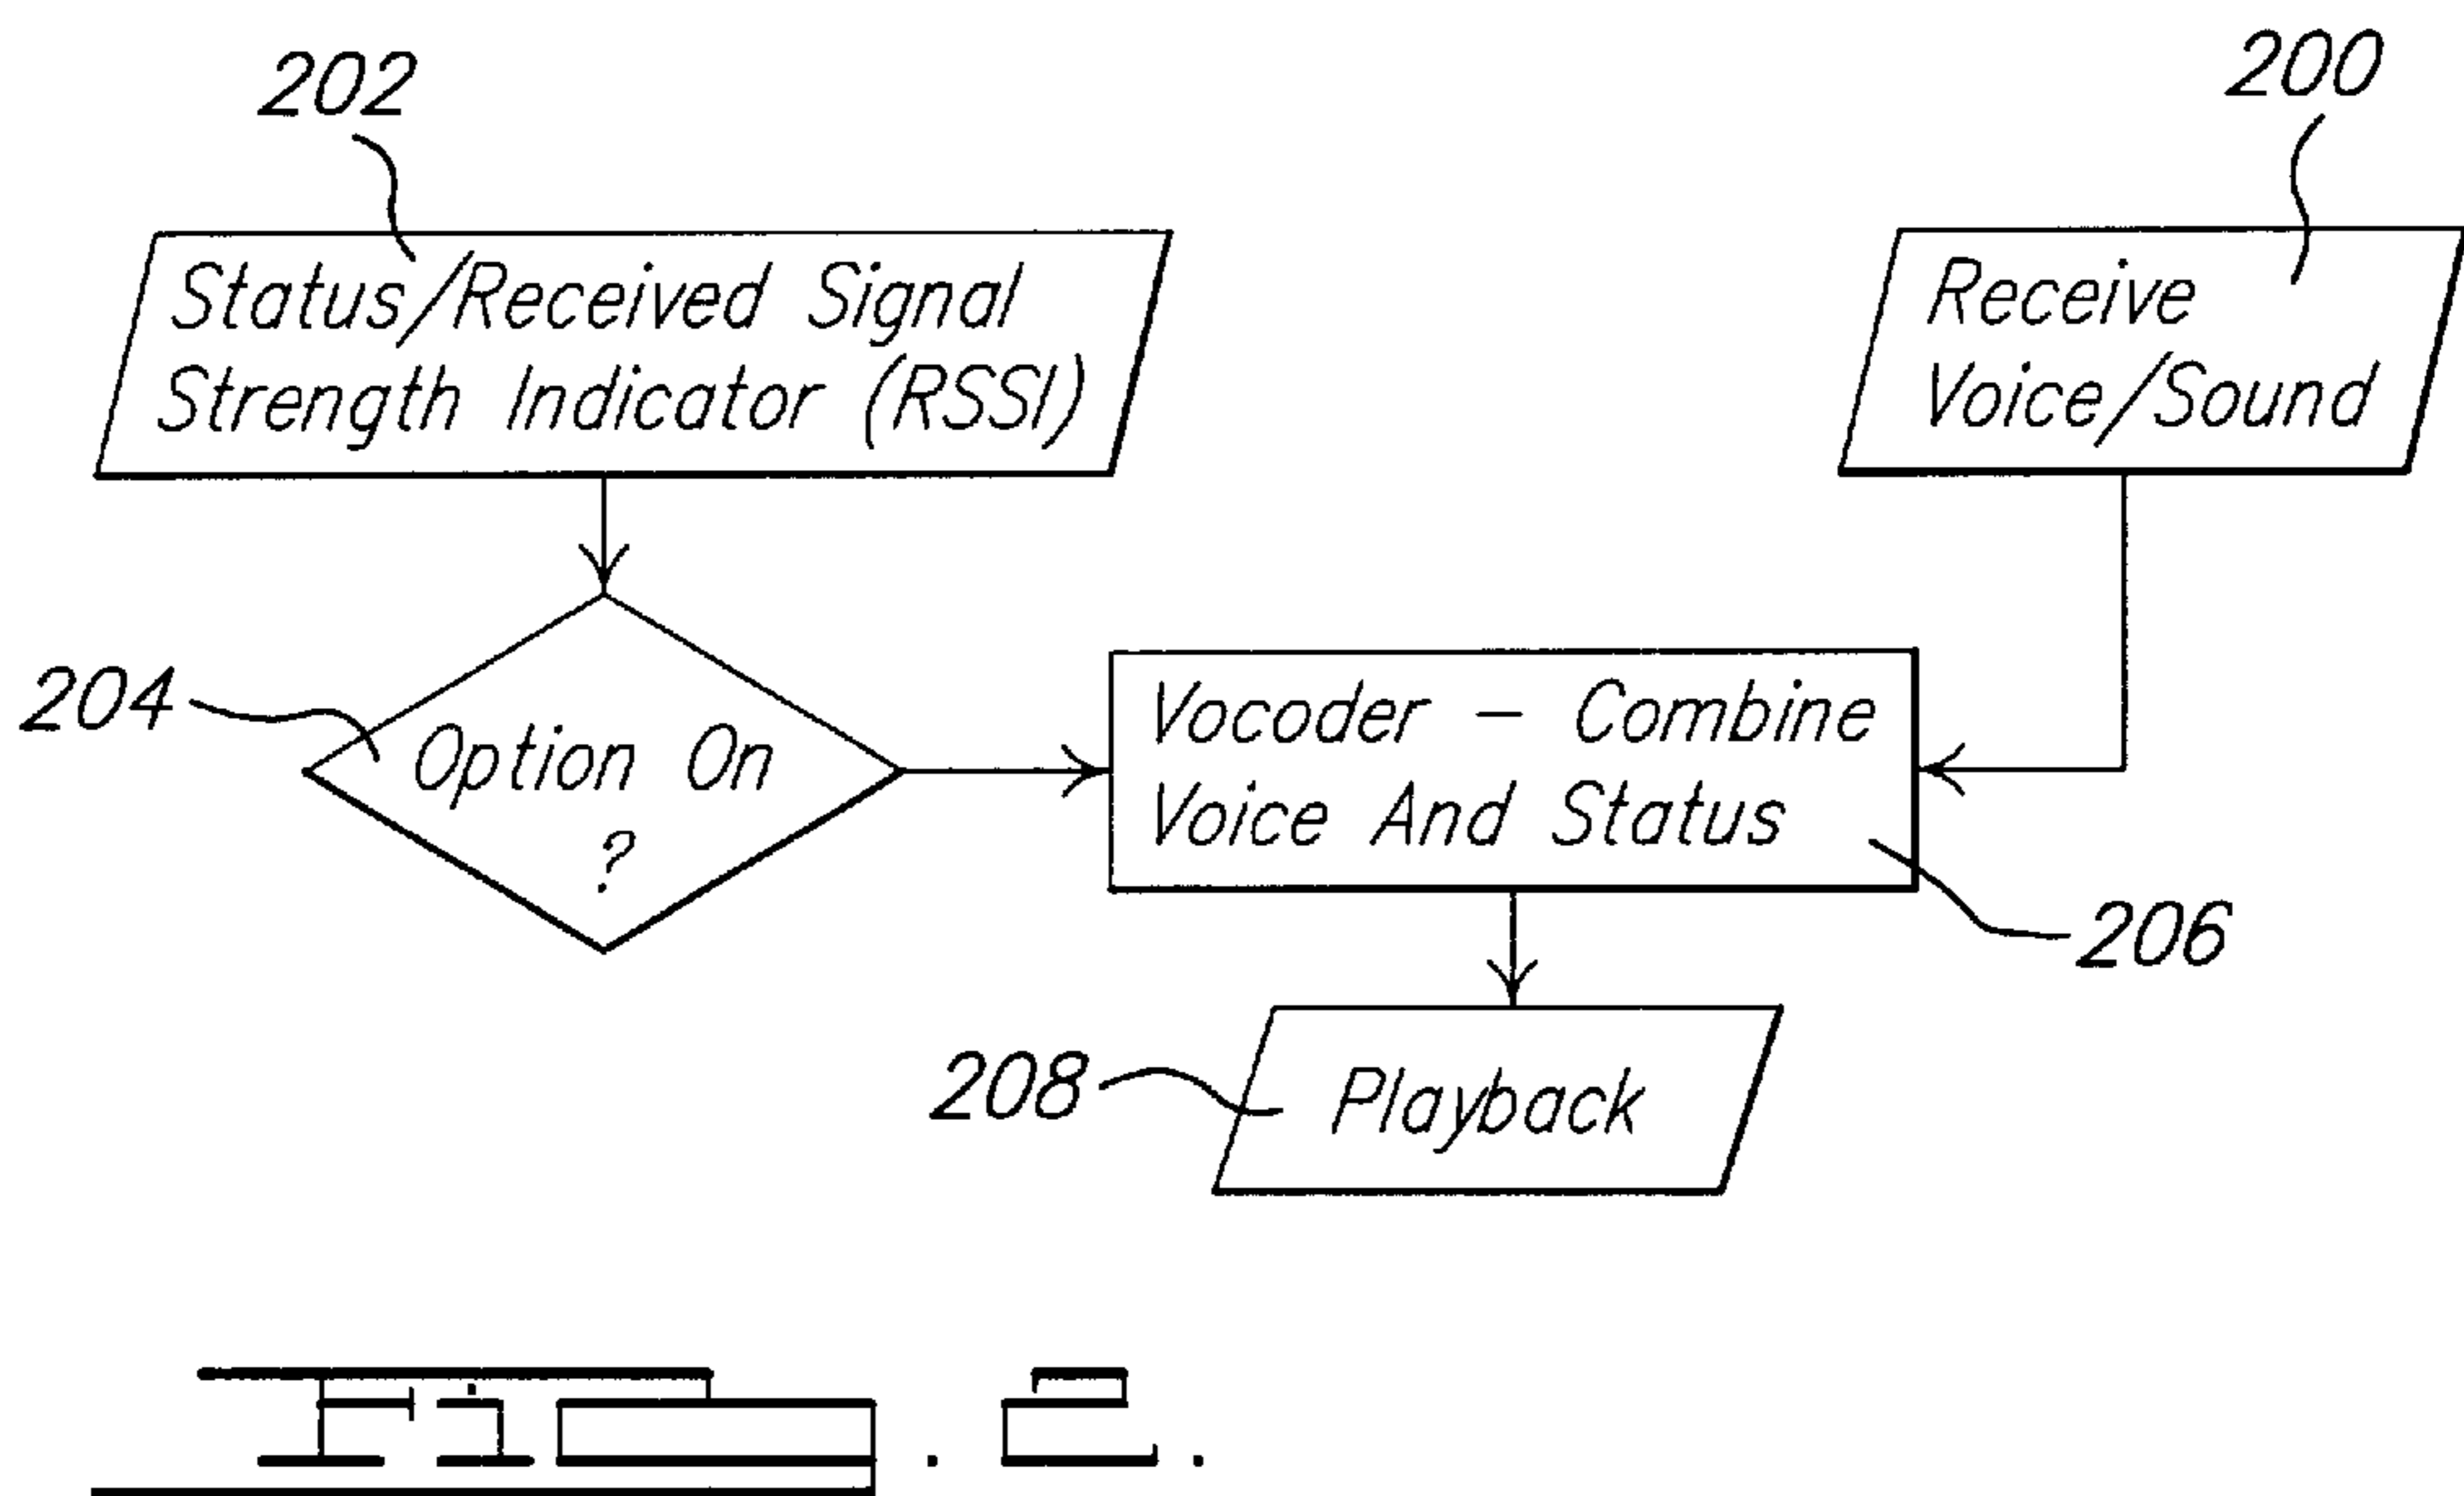 202
200
Status/Received Signal
Strength Indicator (RSSI)
Receive
Voice/Sound
204
Option On
?
Vocoder – Combine
Voice And Status
206
208
Playback
Fig. 2.